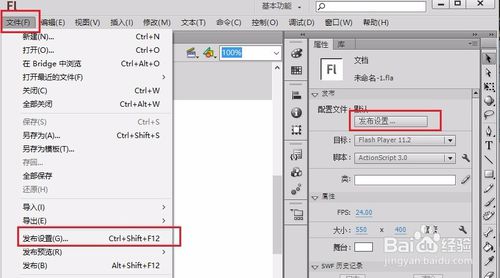 FL
基本功能
文件(F) 编辑(E) 视图(V) 插入(I) 修改(M) 文本(T) 命令(C) 控制(O) 调试(D)
新建(N)... Ctrl+N
打开(O)... Ctrl+O
在 Bridge 中浏览 Ctrl+Alt+O
打开最近的文件(P)
关闭(C) Ctrl+W
全部关闭 Ctrl+Alt+W
保存(S) Ctrl+S
另存为(A)... Ctrl+Shift+S
另存为模板(T)...
存回...
全部保存
还原(H)
导入(I)
导出(E)
发布设置(G)... Ctrl+Shift+F12
发布预览(R)
发布(B) Alt+Shift+F12
100%
属性 库
Fl 文档
未命名-1.fla
发布
配置文件: 默认
发布设置...
目标: Flash Player 11.2
脚本: ActionScript 3.0
类:
属性
FPS: 24.00
大小: 550 x 400
舞台:
SWF 历史记录
Baidu经验